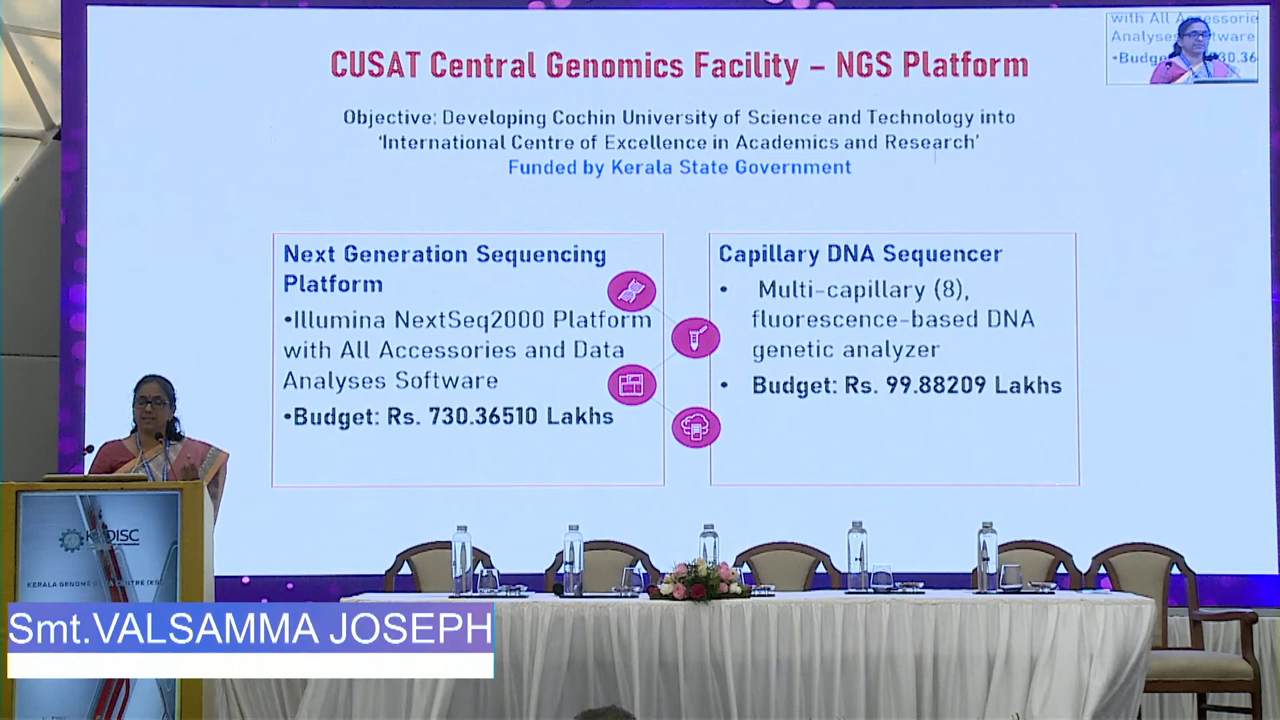 CUSAT Central Genomics Facility – NGS Platform
Objective: Developing Cochin University of Science and Technology into
'International Centre of Excellence in Academics and Research'
Funded by Kerala State Government
Next Generation Sequencing
Platform
•Illumina NextSeq2000 Platform
with All Accessories and Data
Analyses Software
•Budget: Rs. 730.36510 Lakhs
Capillary DNA Sequencer
• Multi-capillary (8),
fluorescence-based DNA
genetic analyzer
• Budget: Rs. 99.88209 Lakhs
with All Accessorie
Analyses Software
•Budg 30.36
K-DISC
KERALA GENOME DATA CENTRE
Smt.VALSAMMA JOSEPH
K-DISC